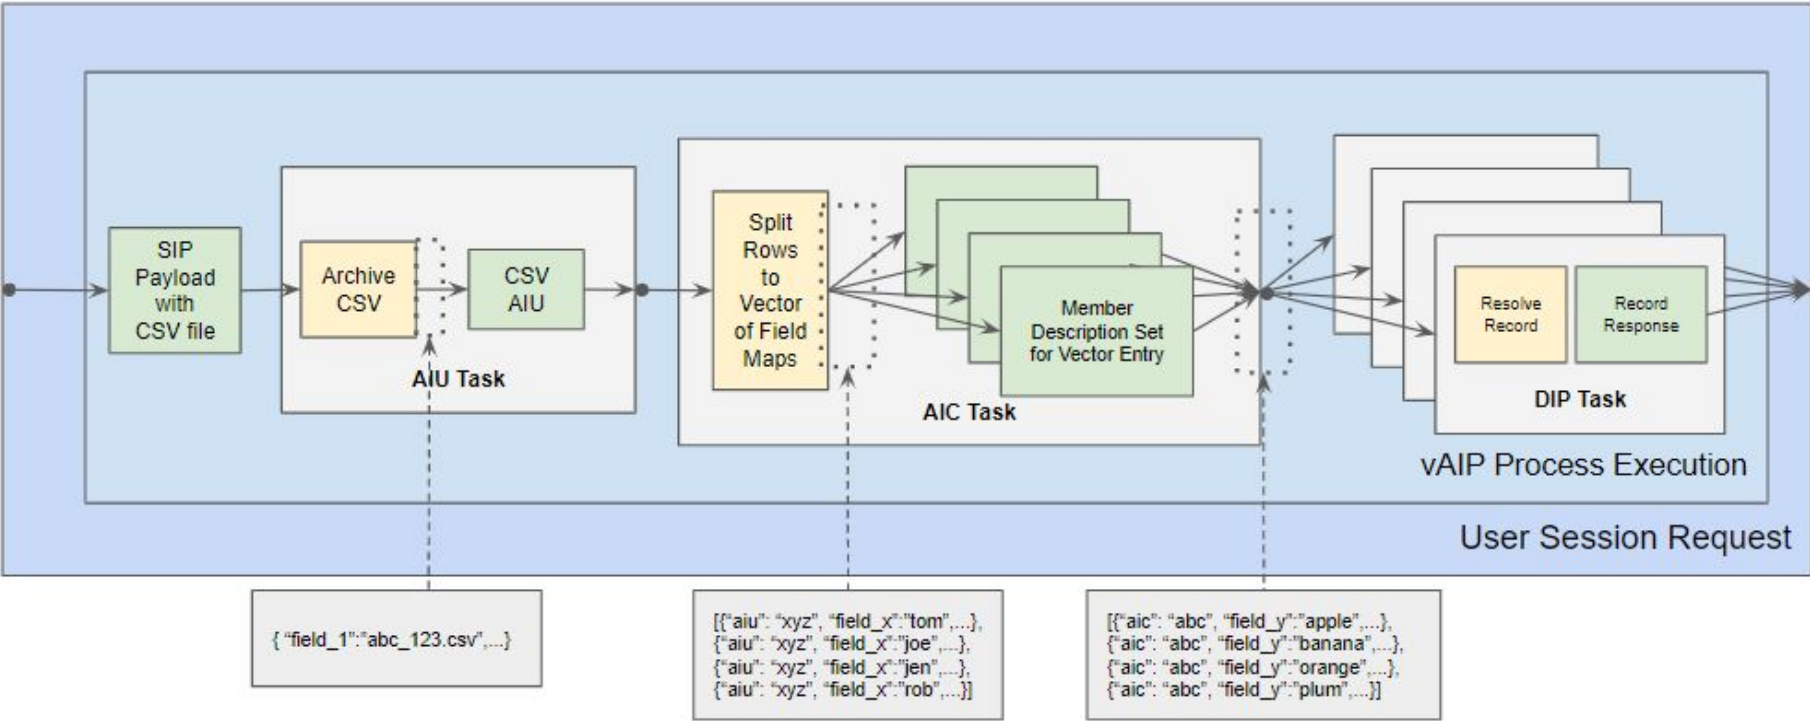 SIP
Payload
with
CSV file
Archive
CSV
CSV
AIU
AIU Task
Split
Rows
to
Vector
of Field
Maps
Member
Description Set
for Vector Entry
AIC Task
Resolve
Record
Record
Response
DIP Task
vAIP Process Execution
User Session Request
{ “field_1”:”abc_123.csv”,...}
[{“aiu”: “xyz”, “field_x”:”tom”,...},
{“aiu”: “xyz”, “field_x”:”joe”,...},
{“aiu”: “xyz”, “field_x”:”jen”,...},
{“aiu”: “xyz”, “field_x”:”rob”,...}]
[{“aic”: “abc”, “field_y”:”apple”,...},
{“aic”: “abc”, “field_y”:”banana”,...},
{“aic”: “abc”, “field_y”:”orange”,...},
{“aic”: “abc”, “field_y”:”plum”,...}]